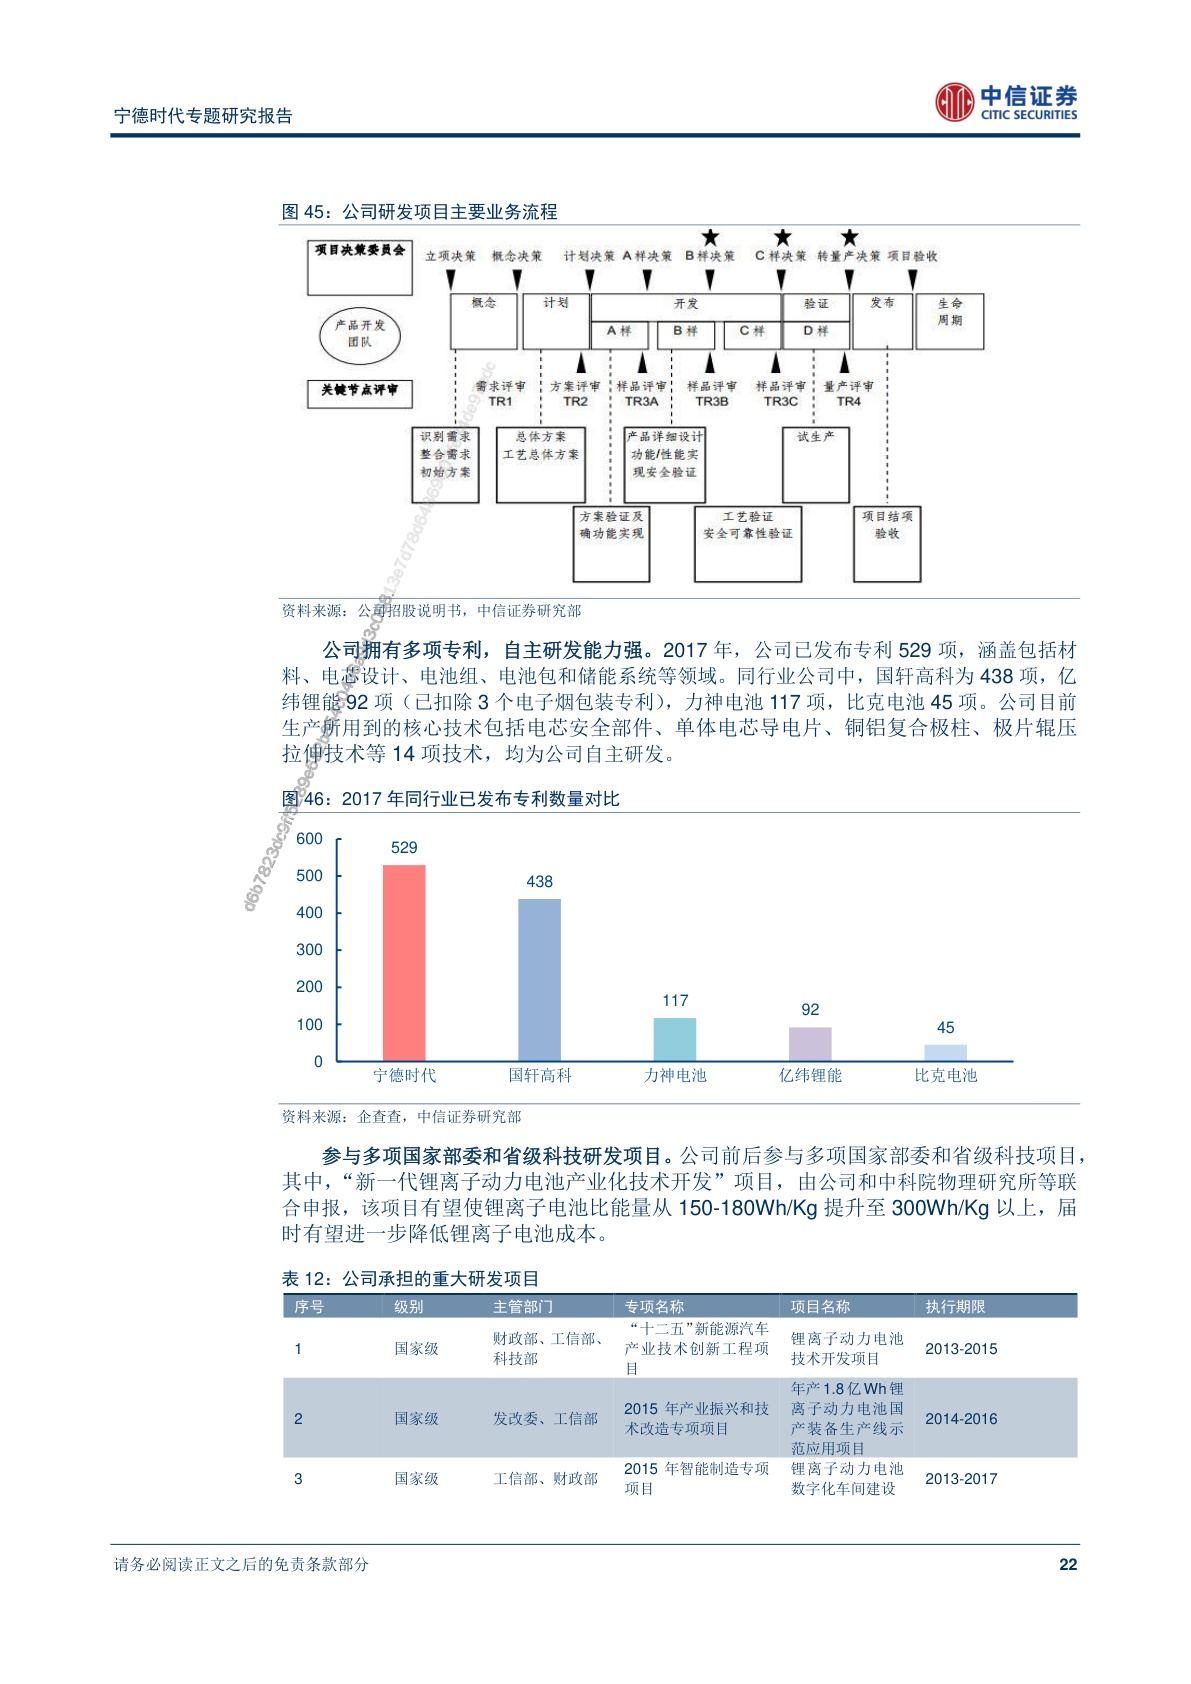 宁德时代专题研究报告
中信证券
CITIC SECURITIES
图 45：公司研发项目主要业务流程
项目决策委员会
立项决策 概念决策 计划决策 A样决策 B样决策 C样决策 转量产决策 项目验收
概念 计划 开发 验证 发布 生命
周期
产品开发
团队
A 样 B 样 C 样 D 样
关键节点评审
需求评审 方案评审 样品评审 样品评审 样品评审 量产评审
TR1 TR2 TR3A TR3B TR3C TR4
识别需求
整合需求
初始方案
总体方案
工艺总体方案
产品详细设计
功能/性能实
现安全验证
试生产
方案验证及
确功能实现
工艺验证
安全可靠性验证
项目结项
验收
资料来源：公司招股说明书，中信证券研究部
公司拥有多项专利，自主研发能力强。2017 年，公司已发布专利 529 项，涵盖包括材
料、电芯设计、电池组、电池包和储能系统等领域。同行业公司中，国轩高科为 438 项，亿
纬锂能 92 项（已扣除 3 个电子烟包装专利），力神电池 117 项，比克电池 45 项。公司目前
生产所用到的核心技术包括电芯安全部件、单体电芯导电片、铜铝复合极柱、极片辊压
拉伸技术等 14 项技术，均为公司自主研发。
图 46：2017 年同行业已发布专利数量对比
600
500
400
300
200
100
0
529
438
117
92
45
宁德时代 国轩高科 力神电池 亿纬锂能 比克电池
资料来源：企查查，中信证券研究部
参与多项国家部委和省级科技研发项目。公司前后参与多项国家部委和省级科技项目，
其中，“新一代锂离子动力电池产业化技术开发”项目，由公司和中科院物理研究所等联
合申报，该项目有望使锂离子电池比能量从 150-180Wh/Kg 提升至 300Wh/Kg 以上，届
时有望进一步降低锂离子电池成本。
表 12：公司承担的重大研发项目
序号 级别 主管部门 专项名称 项目名称 执行期限
1 国家级 财政部、工信部、
科技部 “十二五”新能源汽车
产业技术创新工程项
目 锂离子动力电池
技术开发项目 2013-2015
2 国家级 发改委、工信部 2015 年产业振兴和技
术改造专项项目 年产 1.8 亿 Wh 锂
离子动力电池国
产装备生产线示
范应用项目 2014-2016
3 国家级 工信部、财政部 2015 年智能制造专项
项目 锂离子动力电池
数字化车间建设 2013-2017
请务必阅读正文之后的免责条款部分
22